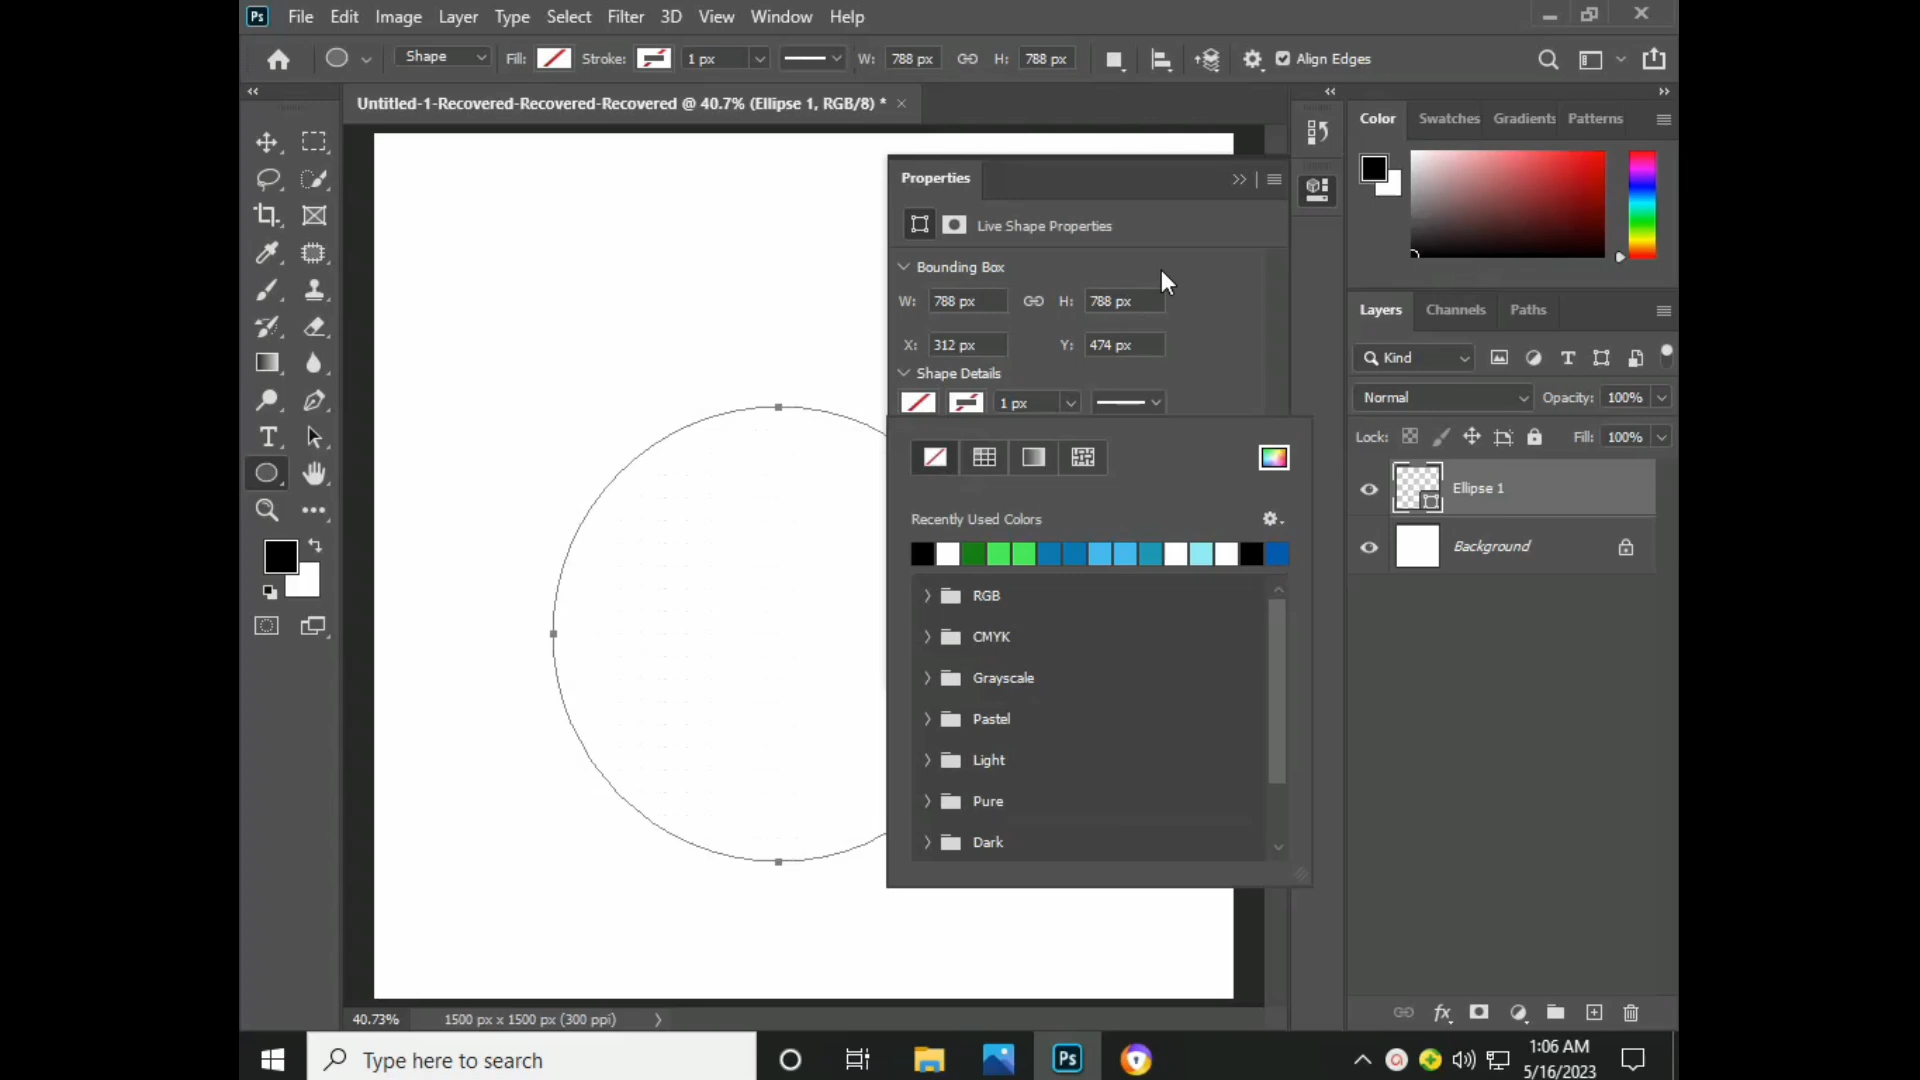 Ps File Edit Image Layer Type Select Filter 3D View Window Help
Shape Fill: Stroke: 1 px W: 788 px H: 788 px Align Edges
Untitled-1-Recovered-Recovered-Recovered @ 40.7% (Ellipse 1, RGB/8) *
Color Swatches Gradients Patterns
Properties
Live Shape Properties
Bounding Box
W: 788 px H: 788 px
X: 312 px Y: 474 px
Shape Details
1 px
Recently Used Colors
RGB
CMYK
Grayscale
Pastel
Light
Pure
Dark
Layers Channels Paths
Kind
Normal Opacity: 100%
Lock: Fill: 100%
Ellipse 1
Background
fx
40.73% 1500 px x 1500 px (300 ppi)
Type here to search
Ps
1:06 AM
5/16/2023